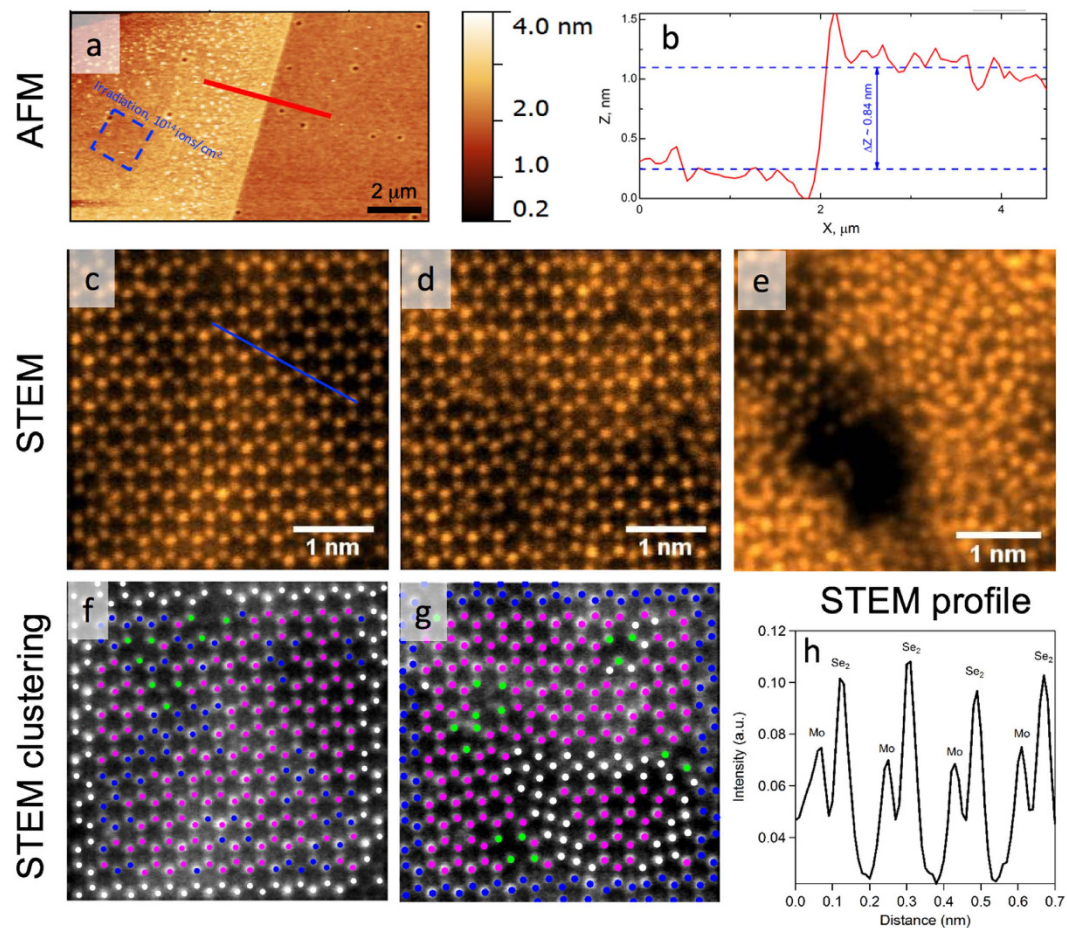 AFM
a
irradiation, 10¹⁴ ions/cm²
2 μm
4.0 nm
2.0
1.0
0.2
b
Z, nm
1.5
1.0
0.5
0.0
ΔZ ~ 0.84 nm
0
2
4
X, μm
STEM
c
1 nm
d
1 nm
e
1 nm
STEM clustering
f
g
STEM profile
h
Intensity (a.u.)
0.12
0.10
0.08
0.06
0.04
Mo
Se₂
Mo
Se₂
Mo
Se₂
Mo
Se₂
0.0 0.1 0.2 0.3 0.4 0.5 0.6 0.7
Distance (nm)